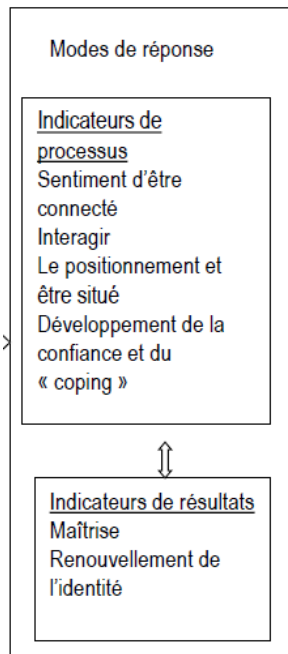 Modes de réponse
Indicateurs de
processus
Sentiment d'être
connecté
Interagir
Le positionnement et
être situé
Développement de la
confiance et du
« coping »
Indicateurs de résultats
Maîtrise
Renouvellement de
l'identité